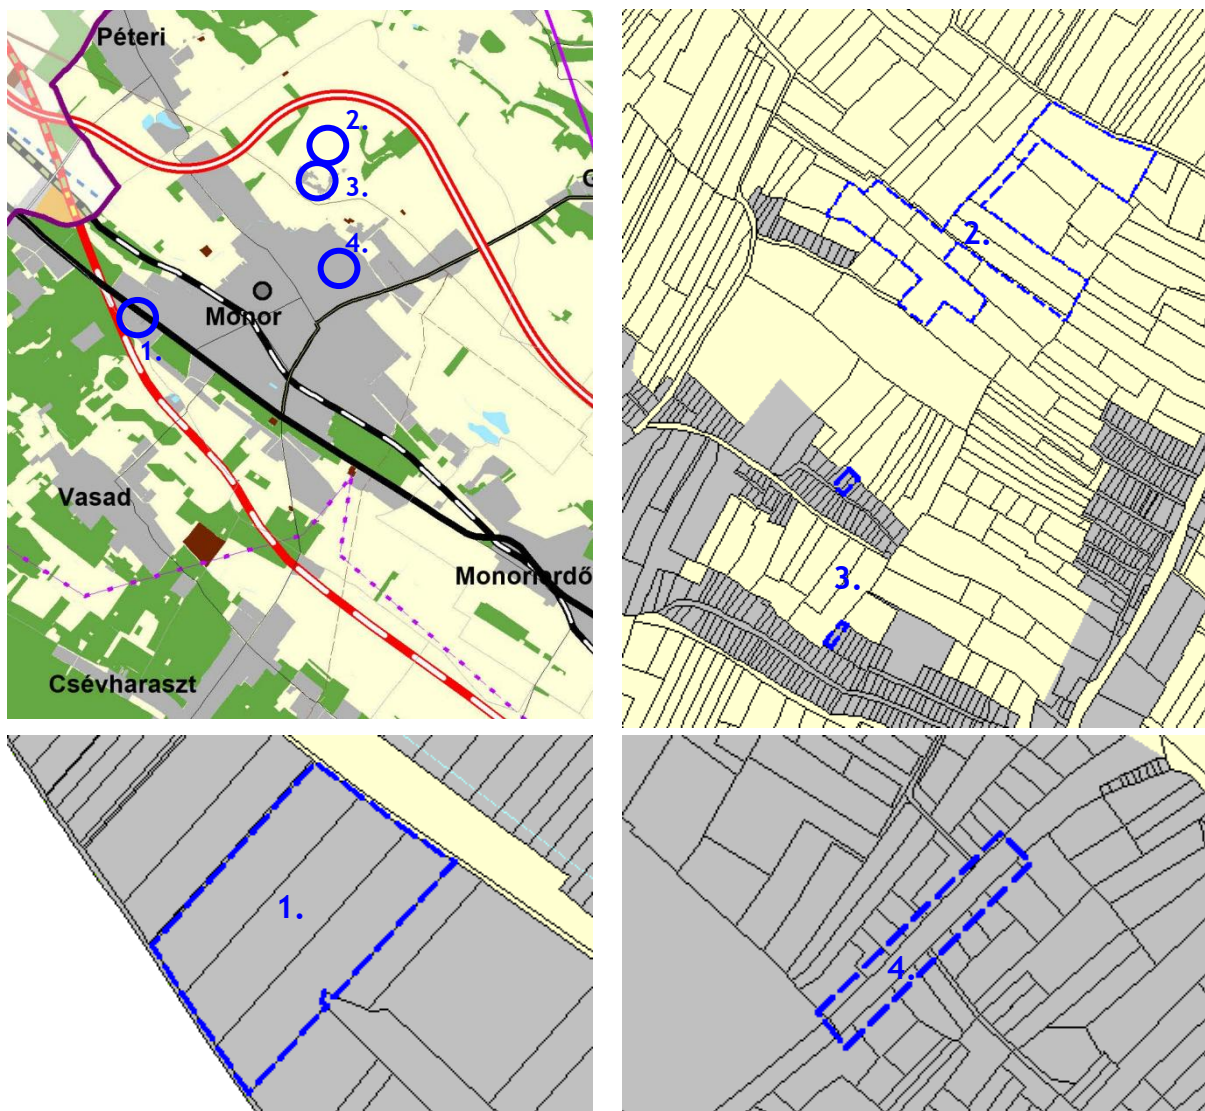 Péteri
2.
3.
4.
Monor
1.
Vasad
Monorierdő
Csévharaszt
2.
3.
1.
4.